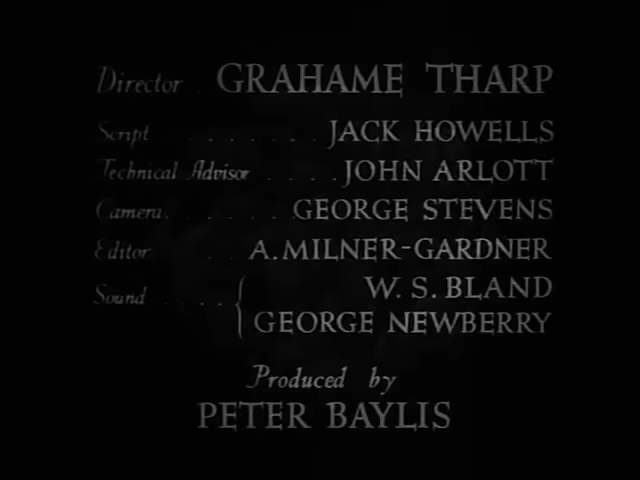 Director . GRAHAME THARP
Script . . . . . . JACK HOWELLS
Technical Advisor . . . . JOHN ARLOTT
Camera . . . . . . GEORGE STEVENS
Editor . . A. MILNER-GARDNER
Sound . . . . { W. S. BLAND
GEORGE NEWBERRY
Produced by
PETER BAYLIS